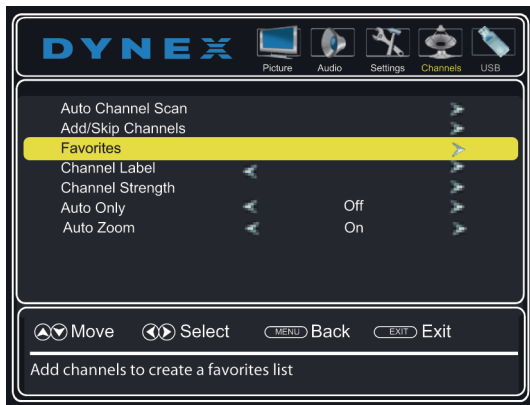 DYNEX
Picture Audio Settings Channels USB
Auto Channel Scan
Add/Skip Channels
Favorites
Channel Label
Channel Strength
Auto Only Off
Auto Zoom On
Move Select MENU Back EXIT Exit
Add channels to create a favorites list